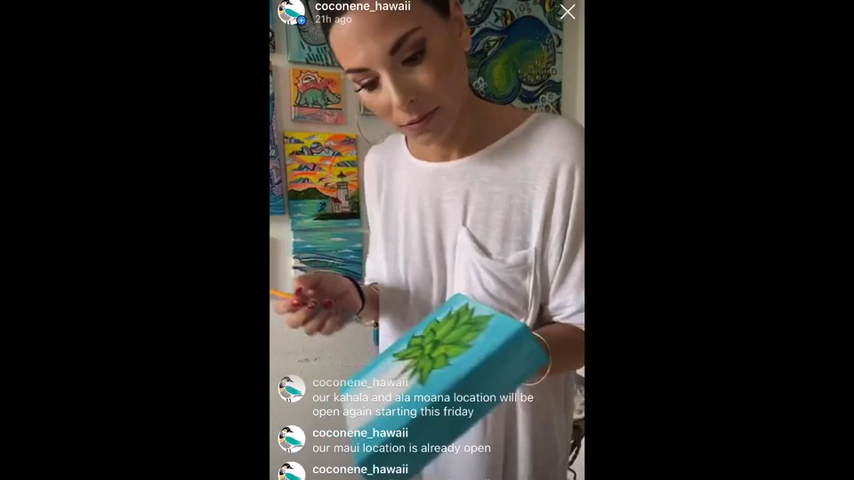 coconene_hawaii
21h ago
coconene_hawaii
our kahala and ala moana location will be
open again starting this friday
coconene_hawaii
our maui location is already open
coconene_hawaii